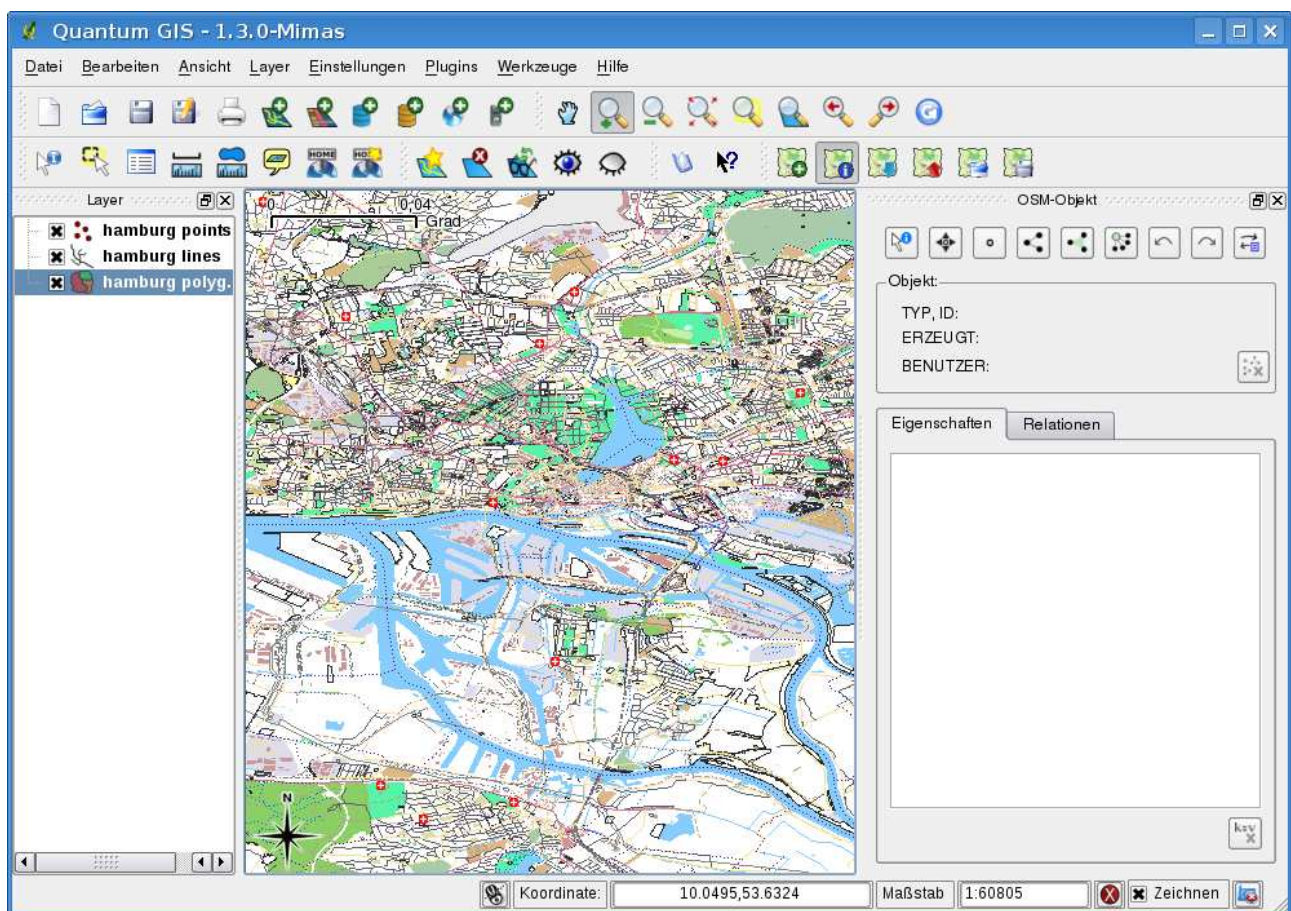 Quantum GIS - 1.3.0-Mimas
Datei Bearbeiten Ansicht Layer Einstellungen Plugins Werkzeuge Hilfe
HOME
Layer
hamburg points
hamburg lines
hamburg polyg.
0 0,04
Grad
N
OSM-Objekt
Objekt:
TYP, ID:
ERZEUGT:
BENUTZER:
Eigenschaften Relationen
Koordinate: 10.0495,53.6324 Maßstab 1:60805 Zeichnen